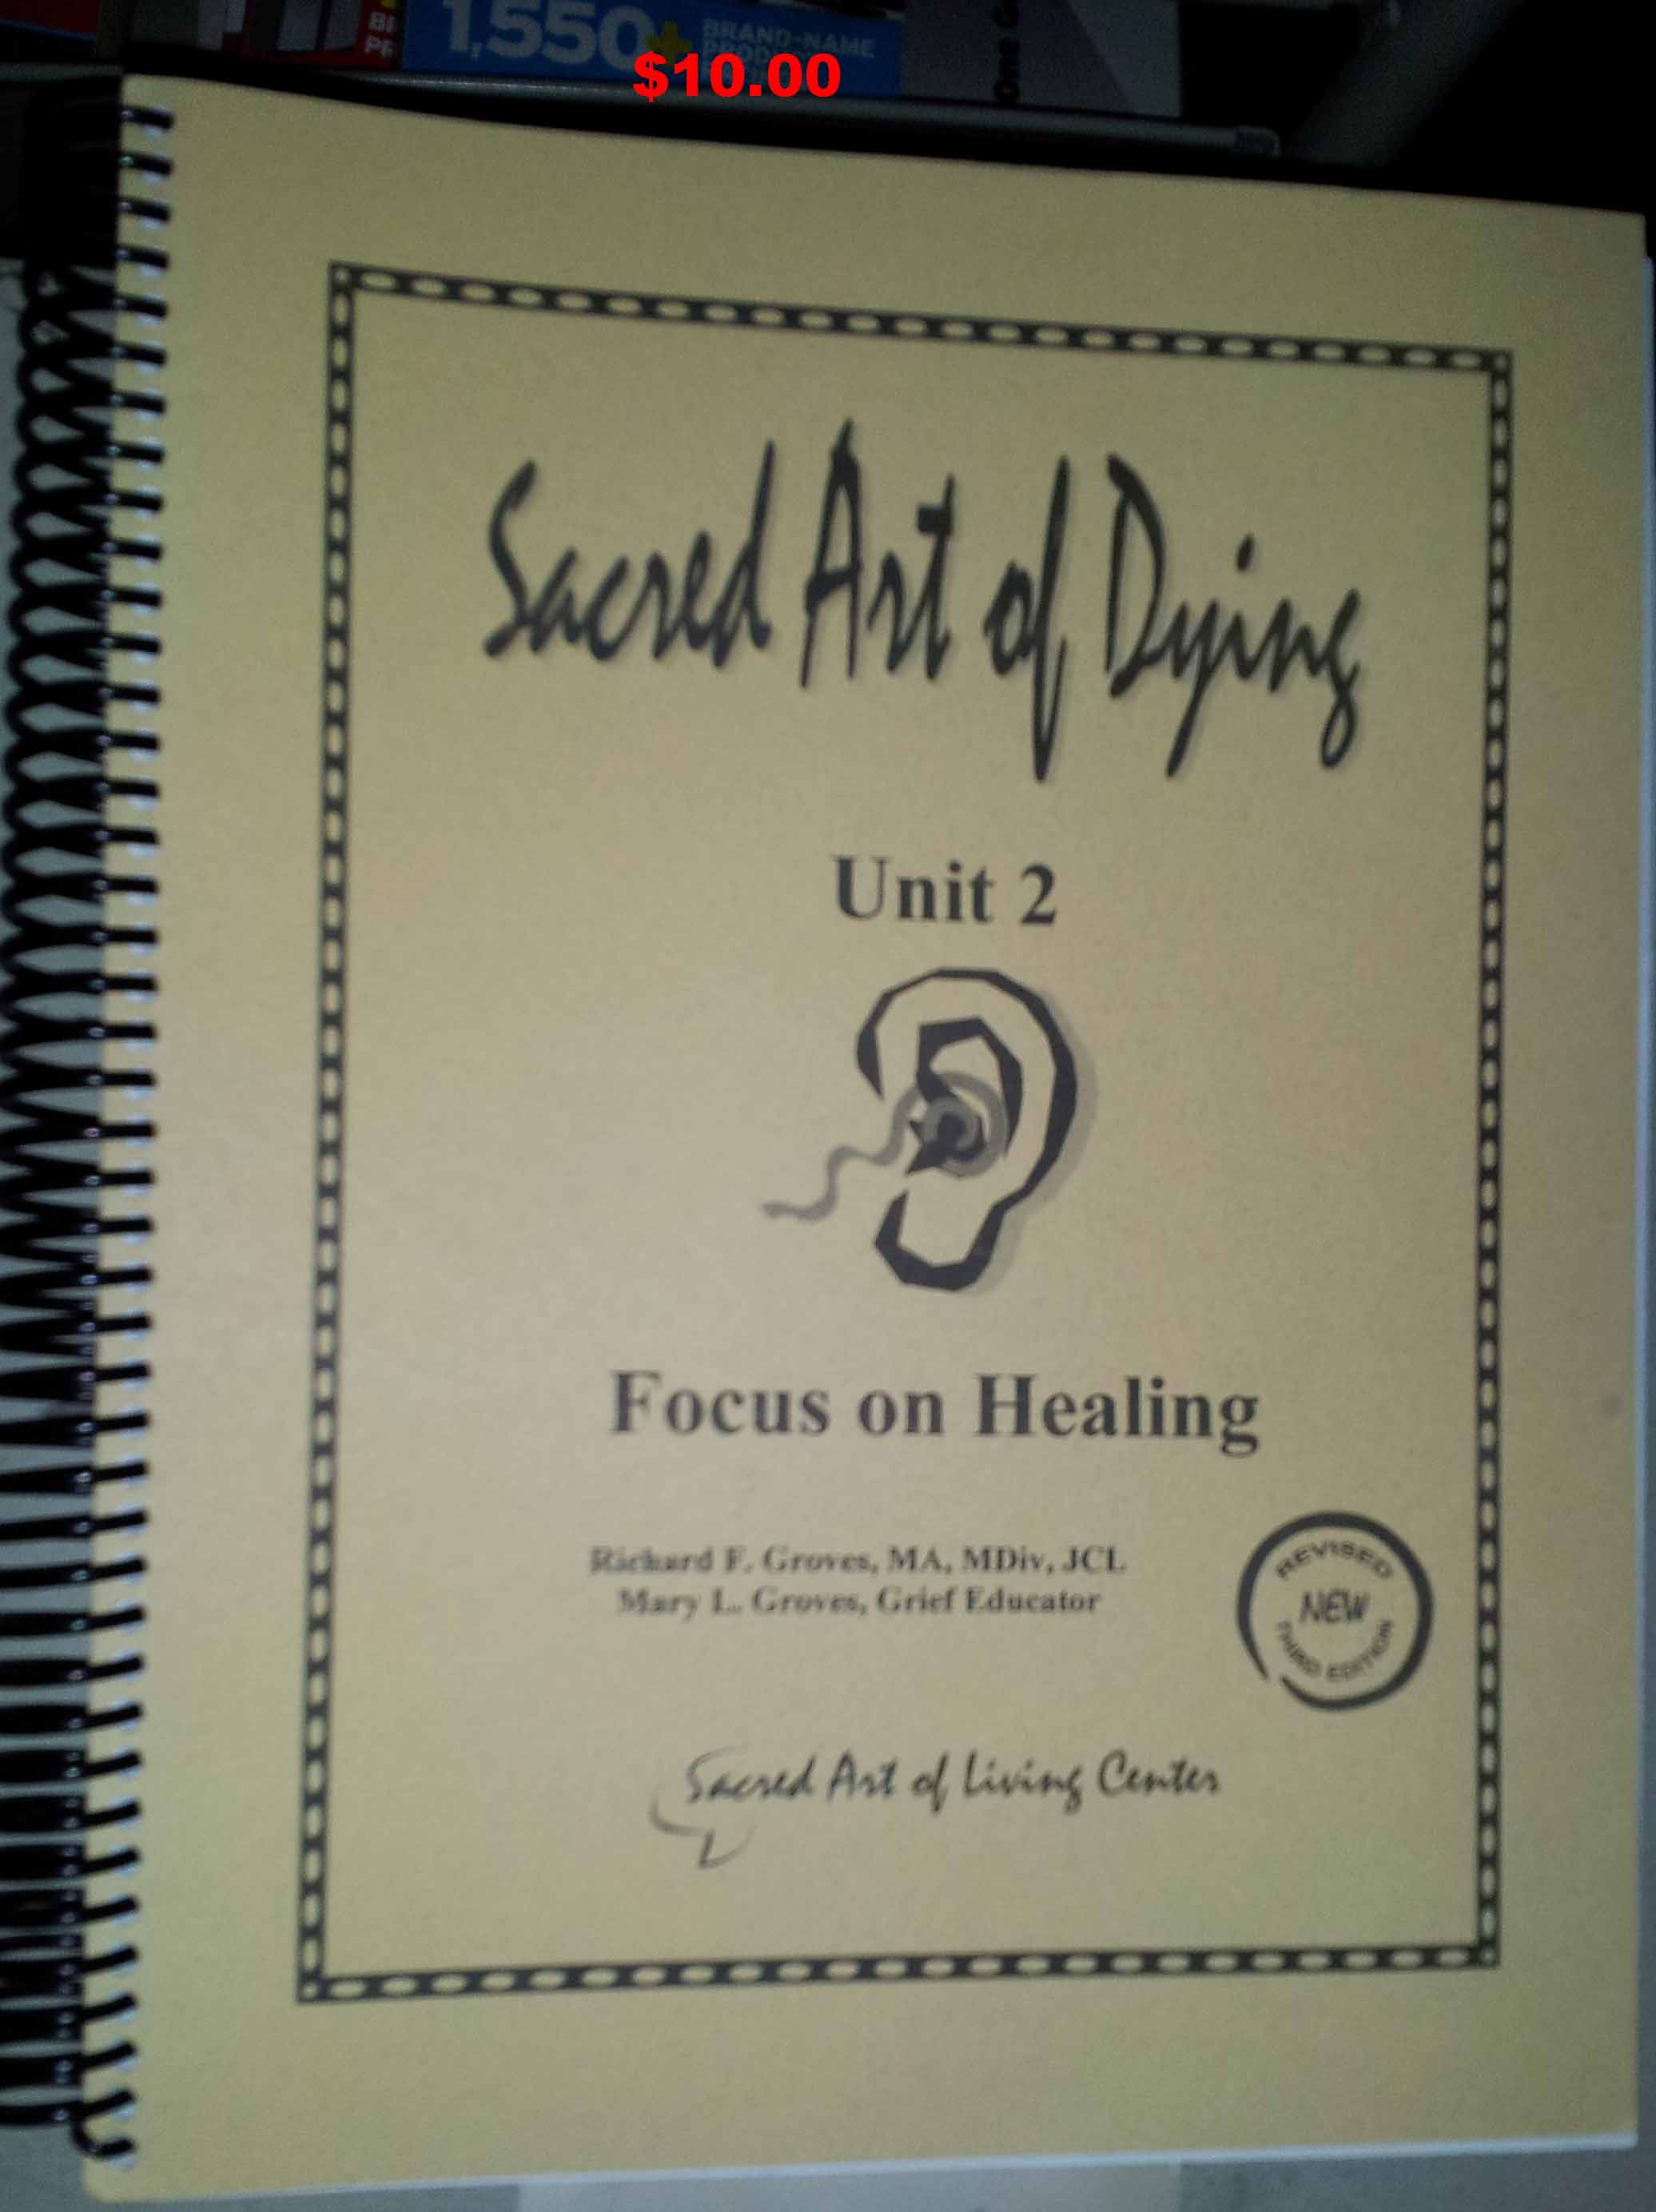 1,550+ BRAND-NAME
$10.00
Sacred Art of Dying
Unit 2
Focus on Healing
Richard F. Groves, MA, MDiv, JCL
Mary L. Groves, Grief Educator
REVISED
NEW
THIRD EDITION
Sacred Art of Living Center